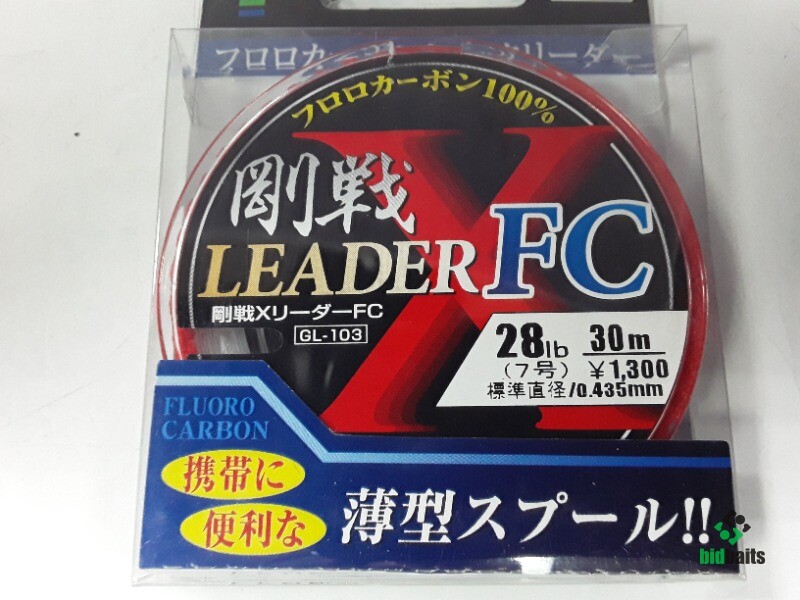 フロロカーボン100%
剛戦
X
LEADER FC
剛戦XリーダーFC
GL-103
28lb 30m
(7号) ¥1,300
標準直径/0.435mm
FLUORO
CARBON
携帯に
便利な
薄型スプール!!